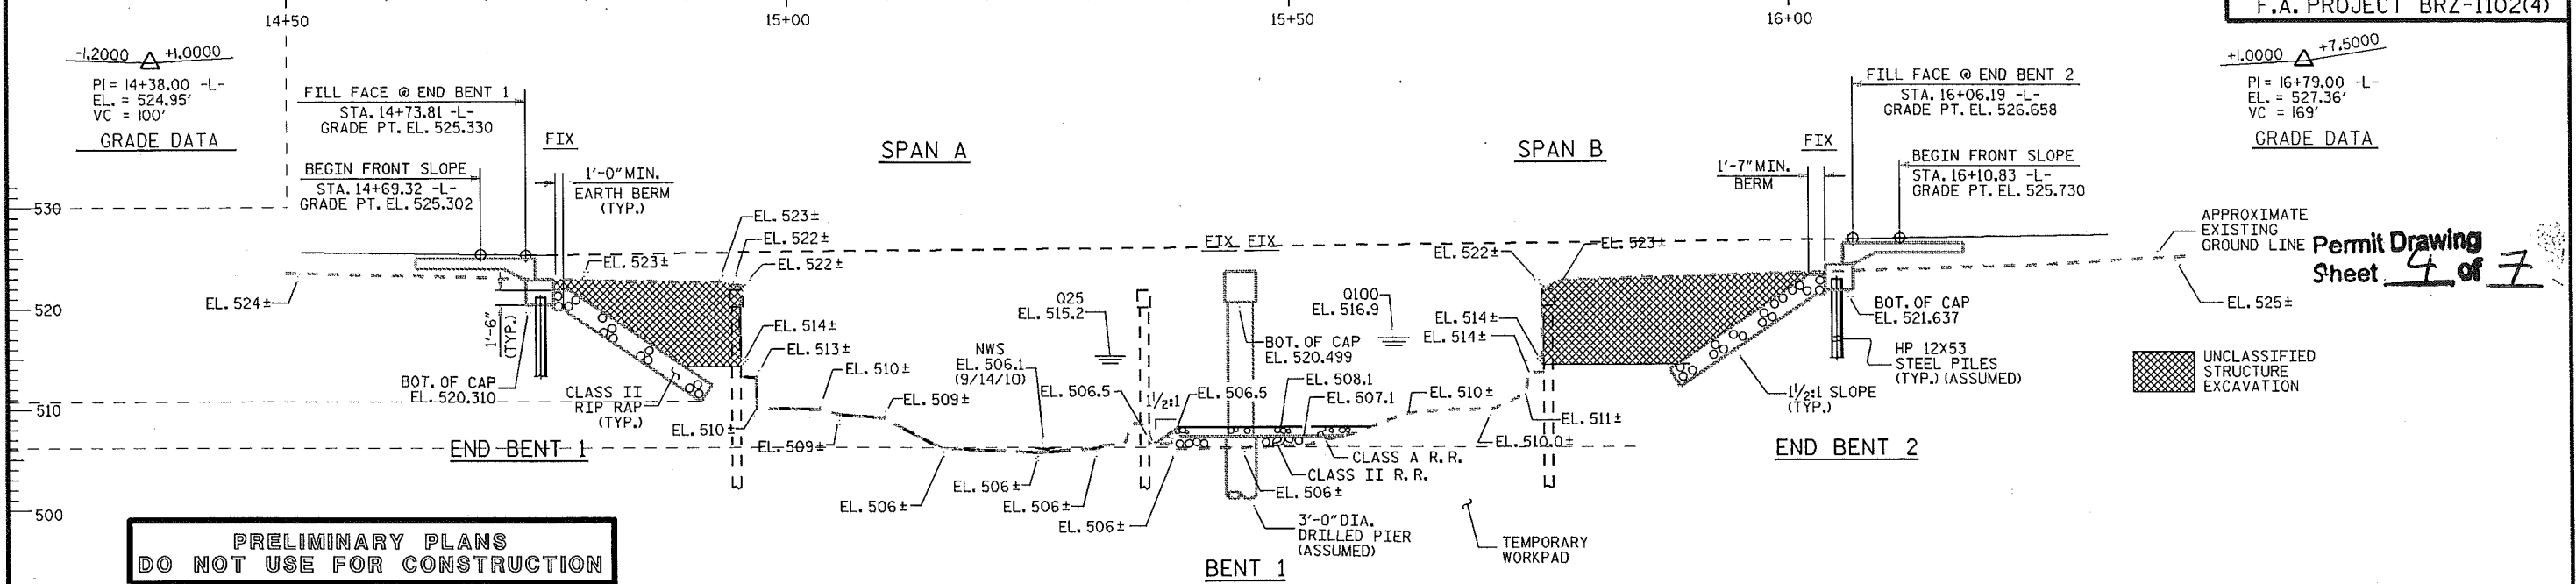 14+50
15+00
15+50
16+00
F.A. PROJECT BRZ-1102(4)
-1.2000 +1.0000
PI = 14+38.00 -L-
EL. = 524.95'
VC = 100'
GRADE DATA
FILL FACE @ END BENT 1
STA. 14+73.81 -L-
GRADE PT. EL. 525.330
BEGIN FRONT SLOPE
STA. 14+69.32 -L-
GRADE PT. EL. 525.302
FIX
1'-0" MIN.
EARTH BERM
(TYP.)
SPAN A
SPAN B
FIX
1'-7" MIN.
BERM
FILL FACE @ END BENT 2
STA. 16+06.19 -L-
GRADE PT. EL. 526.658
BEGIN FRONT SLOPE
STA. 16+10.83 -L-
GRADE PT. EL. 525.730
+1.0000 +7.5000
PI = 16+79.00 -L-
EL. = 527.36'
VC = 169'
GRADE DATA
530
520
510
500
EL. 523±
EL. 522±
EL. 522±
EL. 523±
EL. 524±
1'-6"
(TYP.)
EL. 514±
EL. 513±
EL. 510±
EL. 509±
BOT. OF CAP
EL. 520.310
CLASS II
RIP RAP
(TYP.)
EL. 510±
EL. 509±
END BENT 1
NWS
EL. 506.1
(9/14/10)
Q25
EL. 515.2
EL. 506.5
1 1/2:1
EL. 506.5
EL. 506±
EL. 506±
EL. 506±
EL. 506±
FIX FIX
BOT. OF CAP
EL. 520.499
Q100
EL. 516.9
EL. 508.1
EL. 507.1
CLASS A R.R.
CLASS II R.R.
EL. 506±
3'-0" DIA.
DRILLED PIER
(ASSUMED)
BENT 1
EL. 522±
EL. 523±
EL. 514±
EL. 514±
EL. 510±
EL. 511±
EL. 510.0±
TEMPORARY
WORKPAD
BOT. OF CAP
EL. 521.637
HP 12X53
STEEL PILES
(TYP.) (ASSUMED)
1 1/2:1 SLOPE
(TYP.)
END BENT 2
APPROXIMATE
EXISTING
GROUND LINE
EL. 525±
Permit Drawing
Sheet 4 of 7
UNCLASSIFIED
STRUCTURE
EXCAVATION
PRELIMINARY PLANS
DO NOT USE FOR CONSTRUCTION